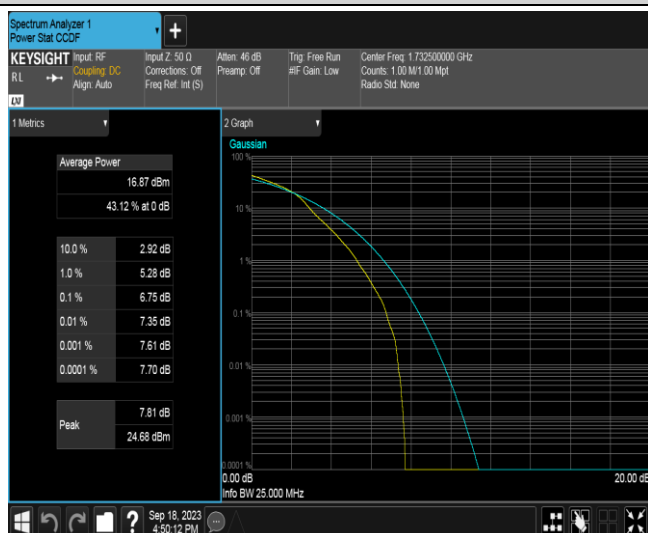 Spectrum Analyzer 1
Power Stat CCDF
+
KEYSIGHT
RL
LXI
Input: RF
Coupling: DC
Align: Auto
Input Z: 50 Ω
Corrections: Off
Freq Ref: Int (S)
Atten: 46 dB
Preamp: Off
Trig: Free Run
#IF Gain: Low
Center Freq: 1.732500000 GHz
Counts: 1.00 M/1.00 Mpt
Radio Std: None
1 Metrics
Average Power
16.87 dBm
43.12 % at 0 dB
10.0 % 2.92 dB
1.0 % 5.28 dB
0.1 % 6.75 dB
0.01 % 7.35 dB
0.001 % 7.61 dB
0.0001 % 7.70 dB
Peak
7.81 dB
24.68 dBm
2 Graph
Gaussian
100 %
10 %
1 %
0.1 %
0.01 %
0.001 %
0.0001 %
0.00 dB
20.00 dB
Info BW 25.000 MHz
?
Sep 18, 2023
4:50:12 PM